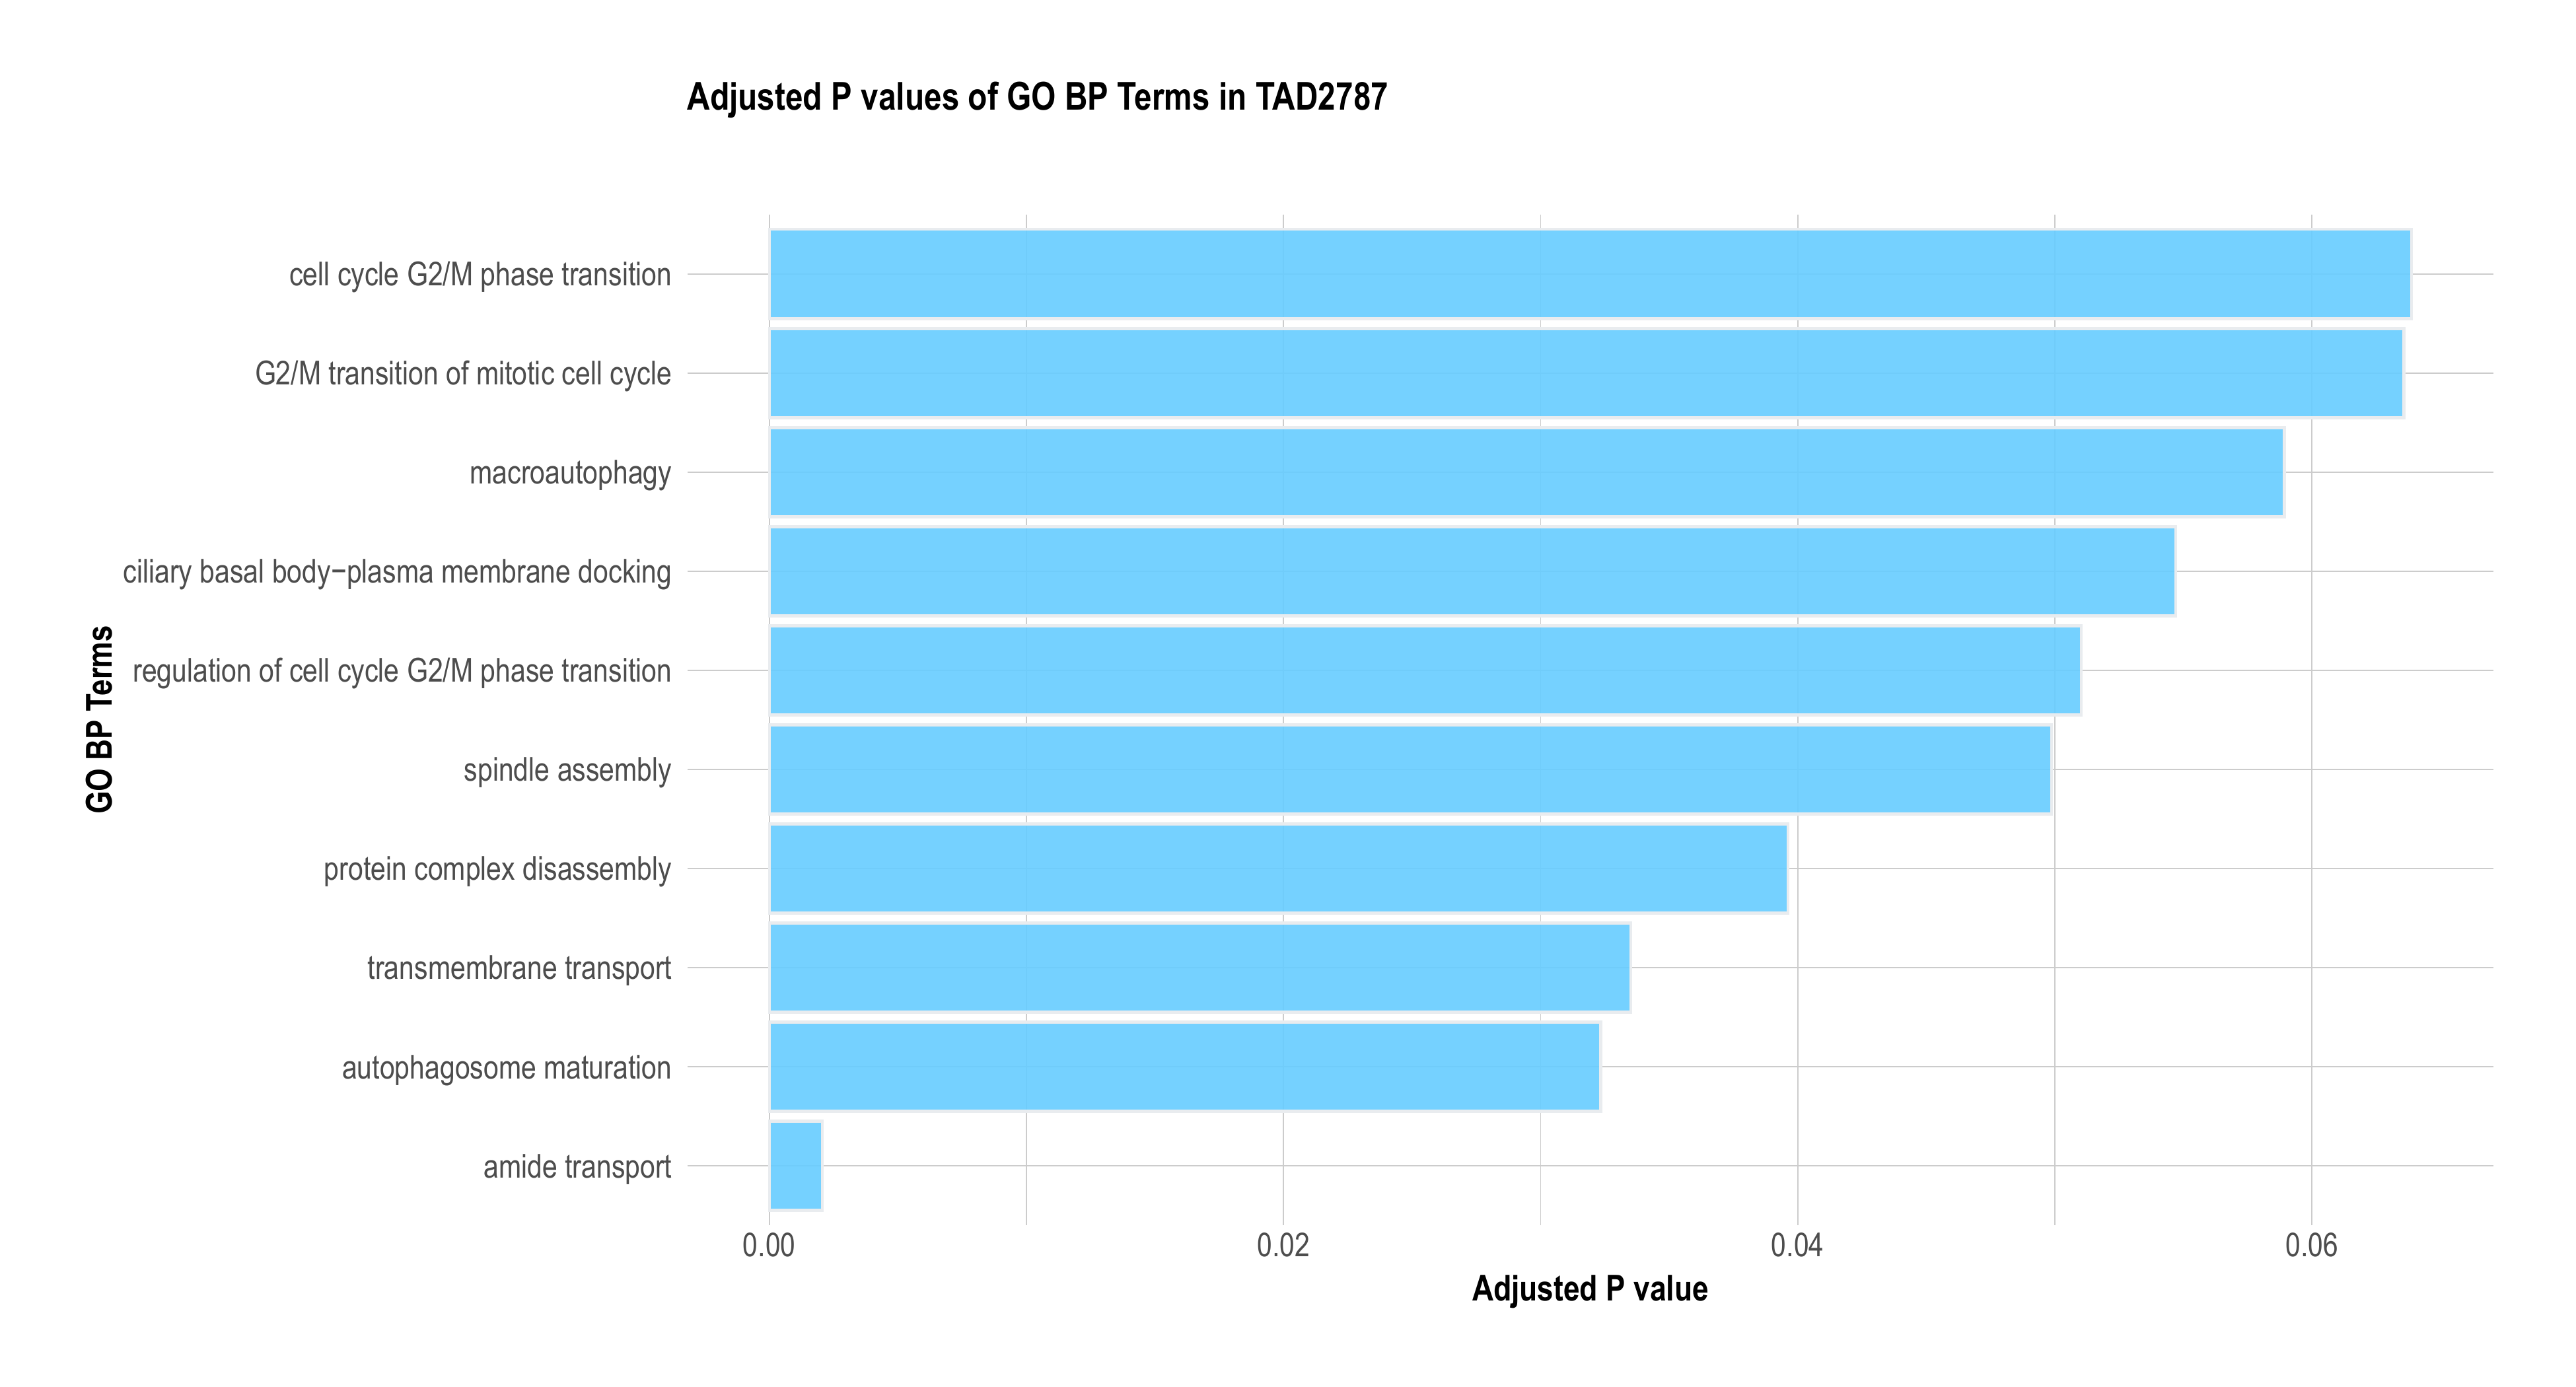 Adjusted P values of GO BP Terms in TAD2787
cell cycle G2/M phase transition
G2/M transition of mitotic cell cycle
macroautophagy
ciliary basal body−plasma membrane docking
regulation of cell cycle G2/M phase transition
spindle assembly
protein complex disassembly
transmembrane transport
autophagosome maturation
amide transport
GO BP Terms
0.00 0.02 0.04 0.06
Adjusted P value